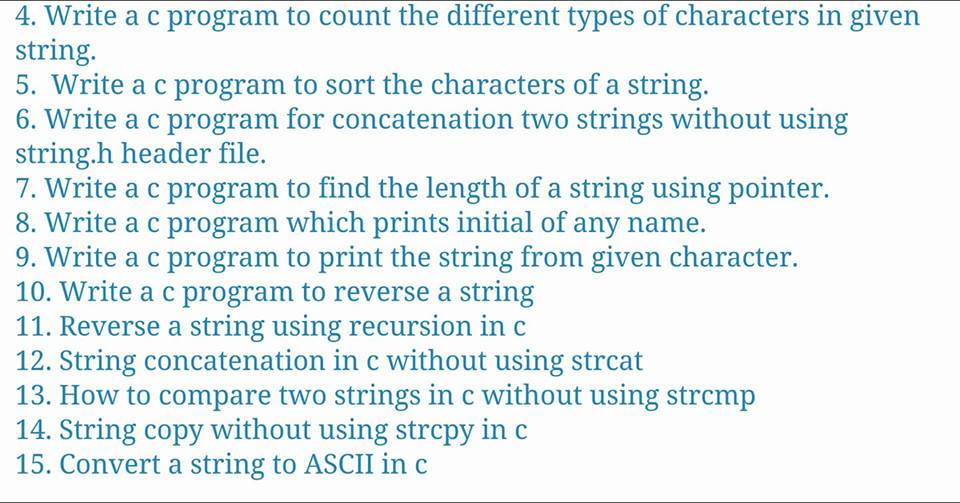 4. Write a c program to count the different types of characters in given
string.
5.  Write a c program to sort the characters of a string.
6. Write a c program for concatenation two strings without using
string.h header file.
7. Write a c program to find the length of a string using pointer.
8. Write a c program which prints initial of any name.
9. Write a c program to print the string from given character.
10. Write a c program to reverse a string
11. Reverse a string using recursion in c
12. String concatenation in c without using strcat
13. How to compare two strings in c without using strcmp
14. String copy without using strcpy in c
15. Convert a string to ASCII in c